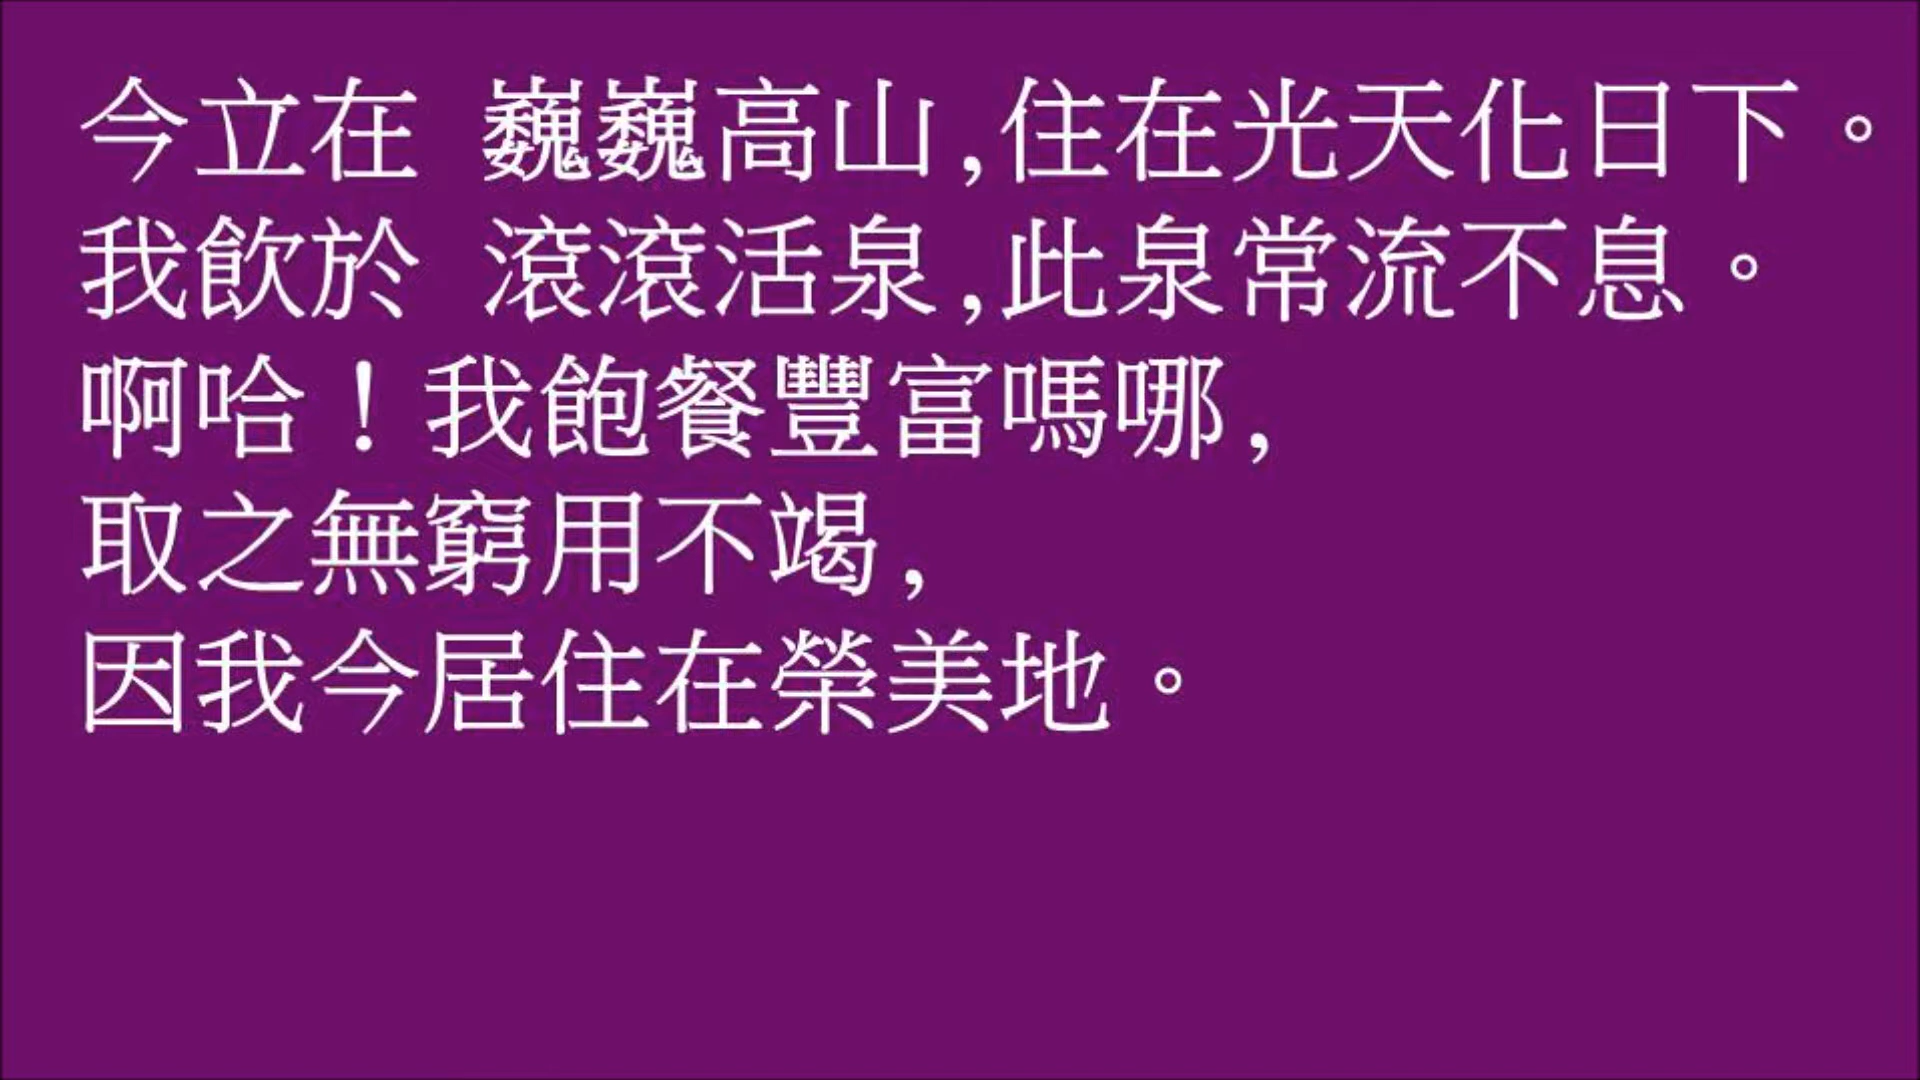 今立在 巍巍高山,住在光天化日下。
我飲於 滾滾活泉,此泉常流不息。
啊哈！我飽餐豐富嗎哪,
取之無窮用不竭,
因我今居住在榮美地。